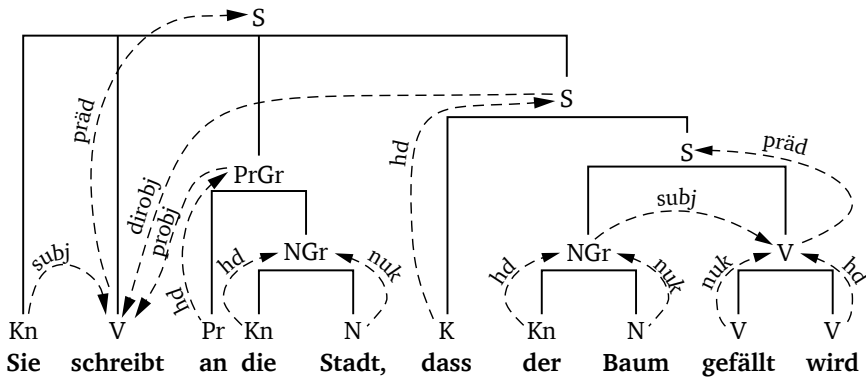 S
S
präd
hd
S
präd
PrGr
dirobj
probj
subj
NGr
NGr
V
subj
hd
nuk
hd
nuk
nuk
hd
hd
Kn V Pr Kn N K Kn N V V
Sie schreibt an die Stadt, dass der Baum gefällt wird